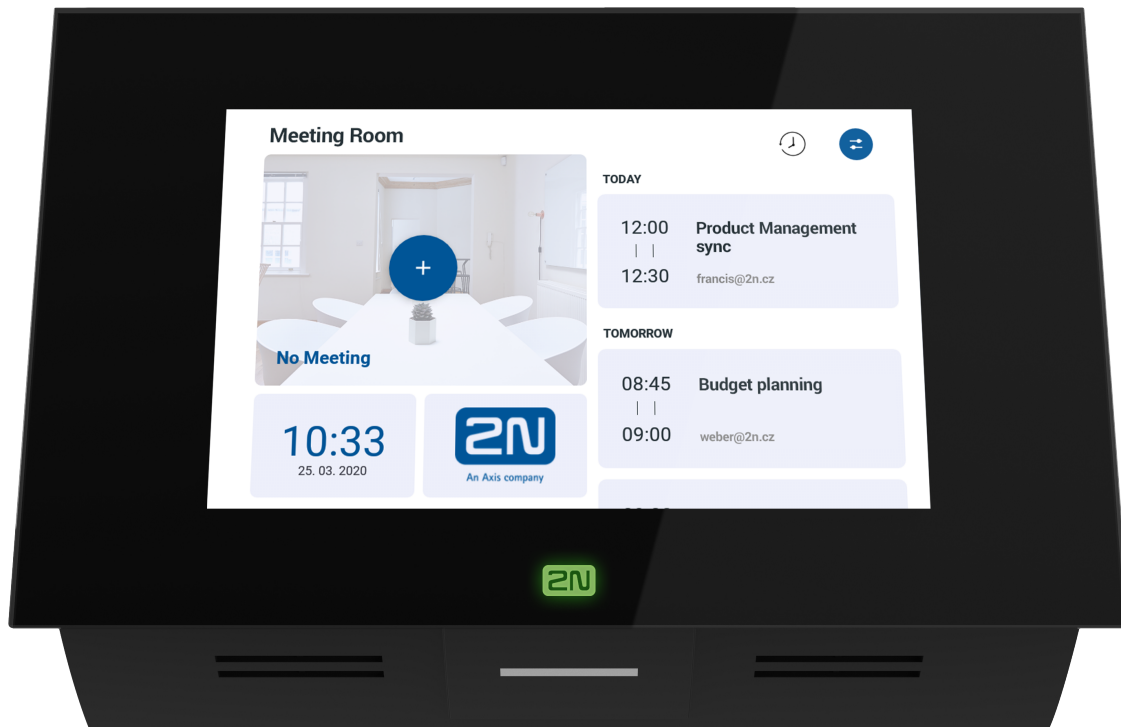 Meeting Room
No Meeting
10:33
25. 03. 2020
2N
An Axis company
TODAY
12:00
Product Management
sync
12:30
francis@2n.cz
TOMORROW
08:45
Budget planning
09:00
weber@2n.cz
2N